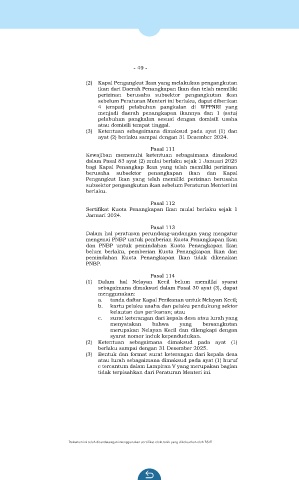 - 49 -
(2) Kapal Pengangkut Ikan yang melakukan pengangkutan
ikan dari Daerah Penangkapan Ikan dan telah memiliki
perizinan berusaha subsektor pengangkutan ikan
sebelum Peraturan Menteri ini berlaku, dapat diberikan
4 (empat) pelabuhan pangkalan di WPPNRI yang
menjadi daerah penangkapan ikannya dan 1 (satu)
pelabuhan pangkalan sesuai dengan domisili usaha
atau domisili tempat tinggal.
(3) Ketentuan sebagaimana dimaksud pada ayat (1) dan
ayat (2) berlaku sampai dengan 31 Desember 2024.
Pasal 111
Kewajiban memenuhi ketentuan sebagaimana dimaksud
dalam Pasal 83 ayat (2) mulai berlaku sejak 1 Januari 2025
bagi Kapal Penangkap Ikan yang telah memiliki perizinan
berusaha subsektor penangkapan ikan dan Kapal
Pengangkut Ikan yang telah memiliki perizinan berusaha
subsektor pengangkutan ikan sebelum Peraturan Menteri ini
berlaku.
Pasal 112
Sertifikat Kuota Penangkapan Ikan mulai berlaku sejak 1
Januari 2024.
Pasal 113
Dalam hal peraturan perundang-undangan yang mengatur
mengenai PNBP untuk pemberian Kuota Penangkapan Ikan
dan PNBP untuk pemindahan Kuota Penangkapan Ikan
belum berlaku, pemberian Kuota Penangkapan Ikan dan
pemindahan Kuota Penangkapan Ikan tidak dikenakan
PNBP.
Pasal 114
(1) Dalam hal Nelayan Kecil belum memiliki syarat
sebagaimana dimaksud dalam Pasal 30 ayat (3), dapat
menggunakan:
a. tanda daftar Kapal Perikanan untuk Nelayan Kecil;
b. kartu pelaku usaha dan pelaku pendukung sektor
kelautan dan perikanan; atau
c. surat keterangan dari kepala desa atau lurah yang
menyatakan bahwa yang bersangkutan
merupakan Nelayan Kecil dan dilengkapi dengan
syarat nomor induk kependudukan.
(2) Ketentuan sebagaimana dimaksud pada ayat (1)
berlaku sampai dengan 31 Desember 2025.
(3) Bentuk dan format surat keterangan dari kepala desa
atau lurah sebagaimana dimaksud pada ayat (1) huruf
c tercantum dalam Lampiran V yang merupakan bagian
tidak terpisahkan dari Peraturan Menteri ini.